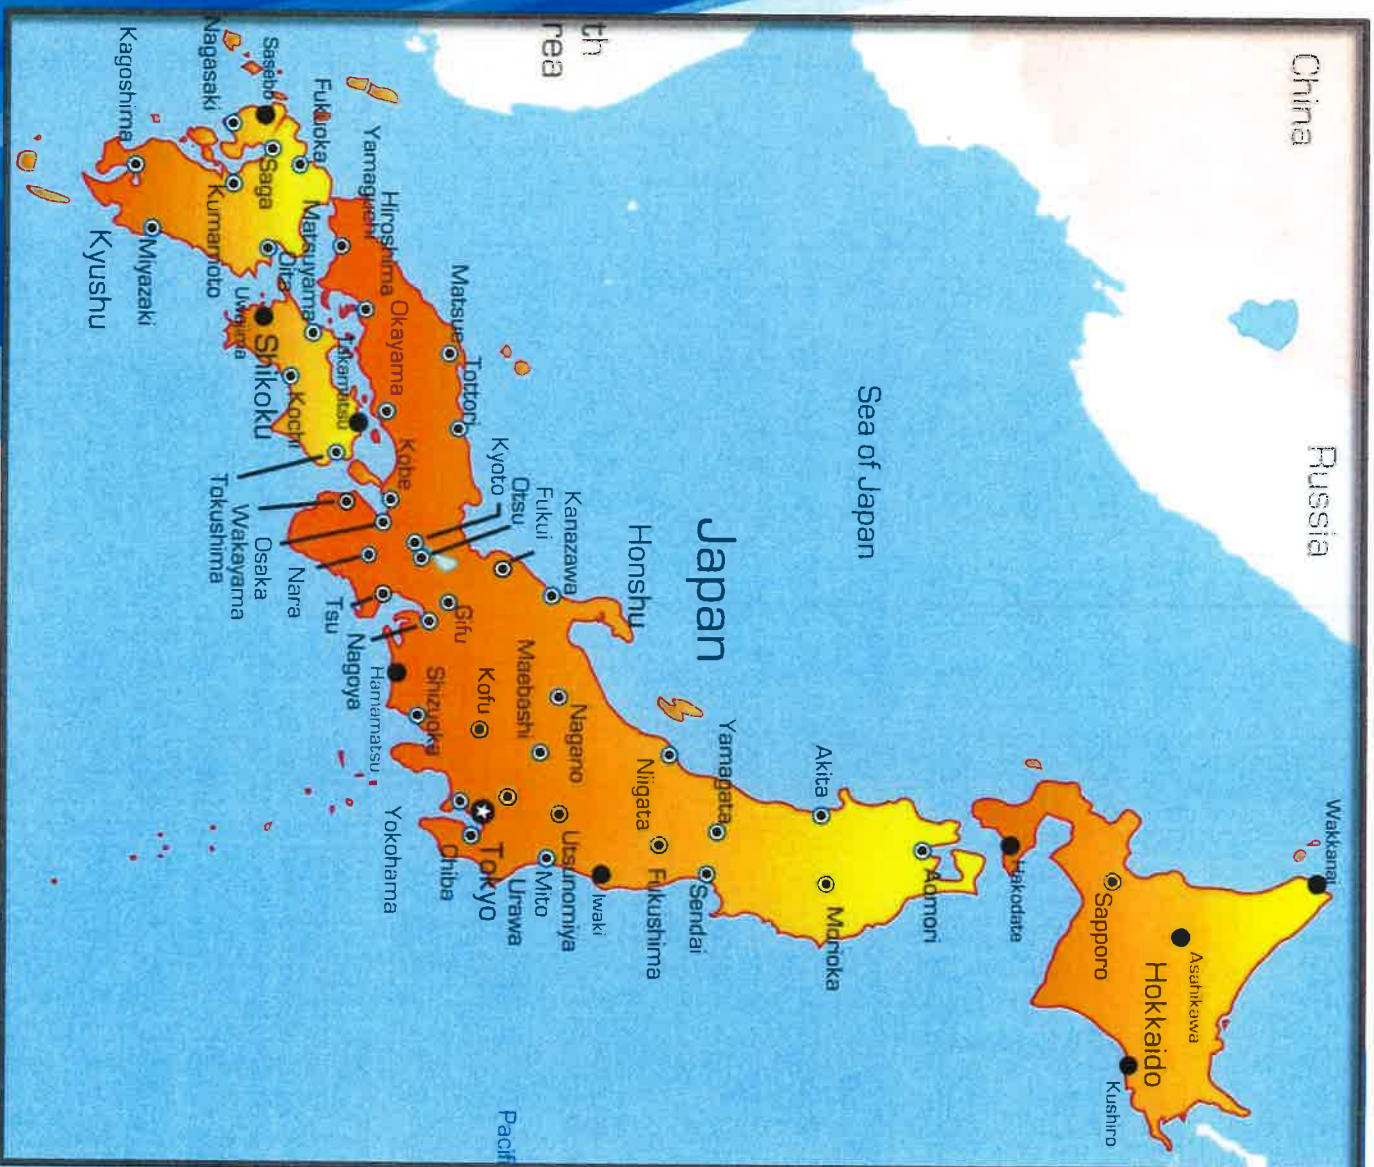 China
Russia
th
rea
Sea of Japan
Japan
Honshu
Wakkanai
Asahikawa
Hokkaido
Sapporo
Kushiro
Hakodate
Aomori
Akita
Morioka
Yamagata
Sendai
Niigata
Fukushima
Iwaki
Nagano
Utsunomiya
Maebashi
Mito
Urawa
Kofu
Tokyo
Chiba
Yokohama
Kanazawa
Fukui
Otsu
Kyoto
Gifu
Shizuoka
Hamamatsu
Nagoya
Tsu
Nara
Osaka
Wakayama
Tokushima
Kobe
Tottori
Matsue
Okayama
Hiroshima
Yamaguchi
Takamatsu
Matsuyama
Kochi
Shikoku
Uwajima
Fukuoka
Saga
Oita
Sasebo
Nagasaki
Kumamoto
Kagoshima
Miyazaki
Kyushu
Pacif